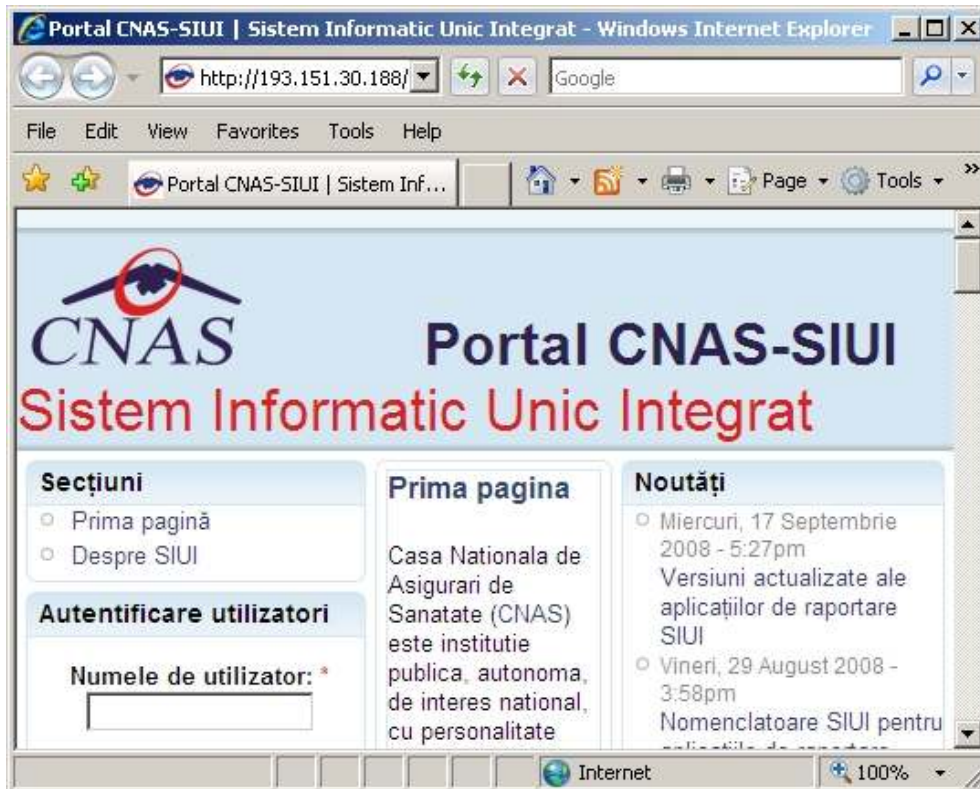 Portal CNAS-SIUI | Sistem Informatic Unic Integrat - Windows Internet Explorer
http://193.151.30.188/
Google
File Edit View Favorites Tools Help
Portal CNAS-SIUI | Sistem Inf...
Page
Tools
CNAS
Portal CNAS-SIUI
Sistem Informatic Unic Integrat
Secțiuni
Prima pagină
Despre SIUI
Autentificare utilizatori
Numele de utilizator: *
Prima pagina
Casa Nationala de
Asigurari de
Sanatate (CNAS)
este institutie
publica, autonoma,
de interes national,
cu personalitate
Noutăți
Miercuri, 17 Septembrie
2008 - 5:27pm
Versiuni actualizate ale
aplicațiilor de raportare
SIUI
Vineri, 29 August 2008 -
3:58pm
Nomenclatoare SIUI pentru
Internet
100%